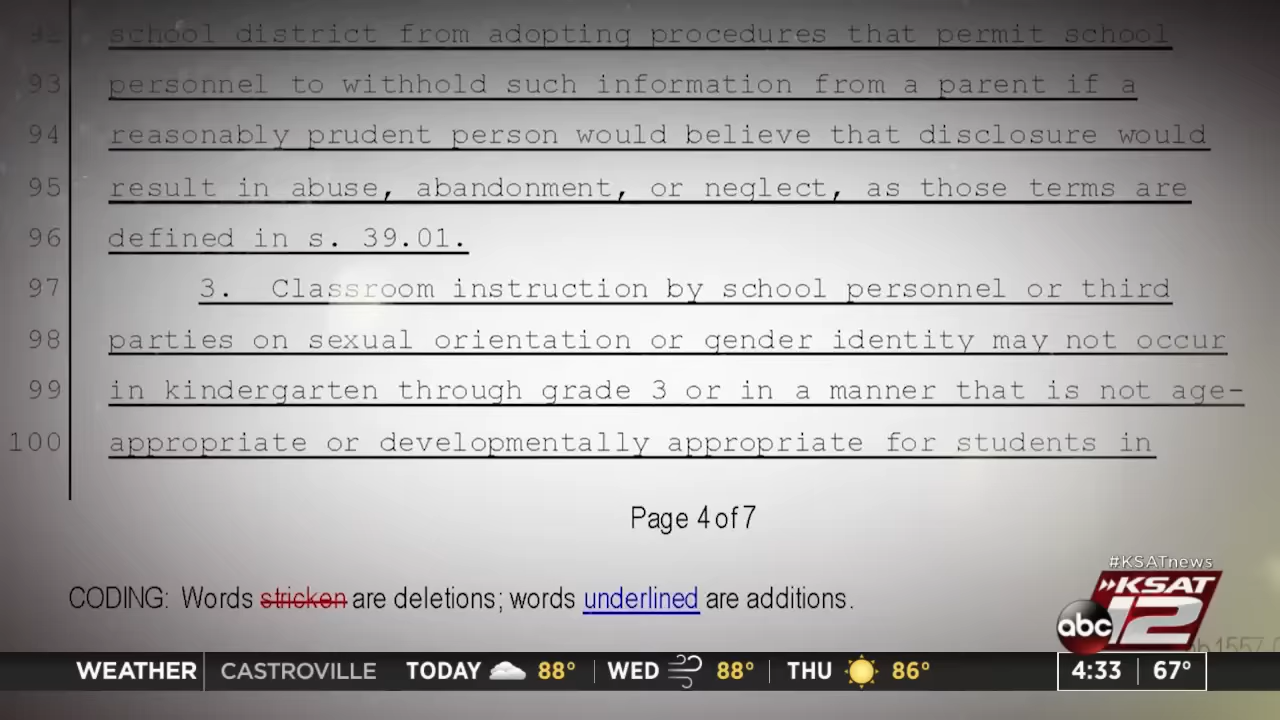 92 school district from adopting procedures that permit school
93 personnel to withhold such information from a parent if a
94 reasonably prudent person would believe that disclosure would
95 result in abuse, abandonment, or neglect, as those terms are
96 defined in s. 39.01.
97 3. Classroom instruction by school personnel or third
98 parties on sexual orientation or gender identity may not occur
99 in kindergarten through grade 3 or in a manner that is not age-
100 appropriate or developmentally appropriate for students in
Page 4 of 7
CODING: Words stricken are deletions; words underlined are additions.
#KSATnews
KSAT
abc 12
WEATHER CASTROVILLE TODAY 88° WED 88° THU 86° 4:33 67°